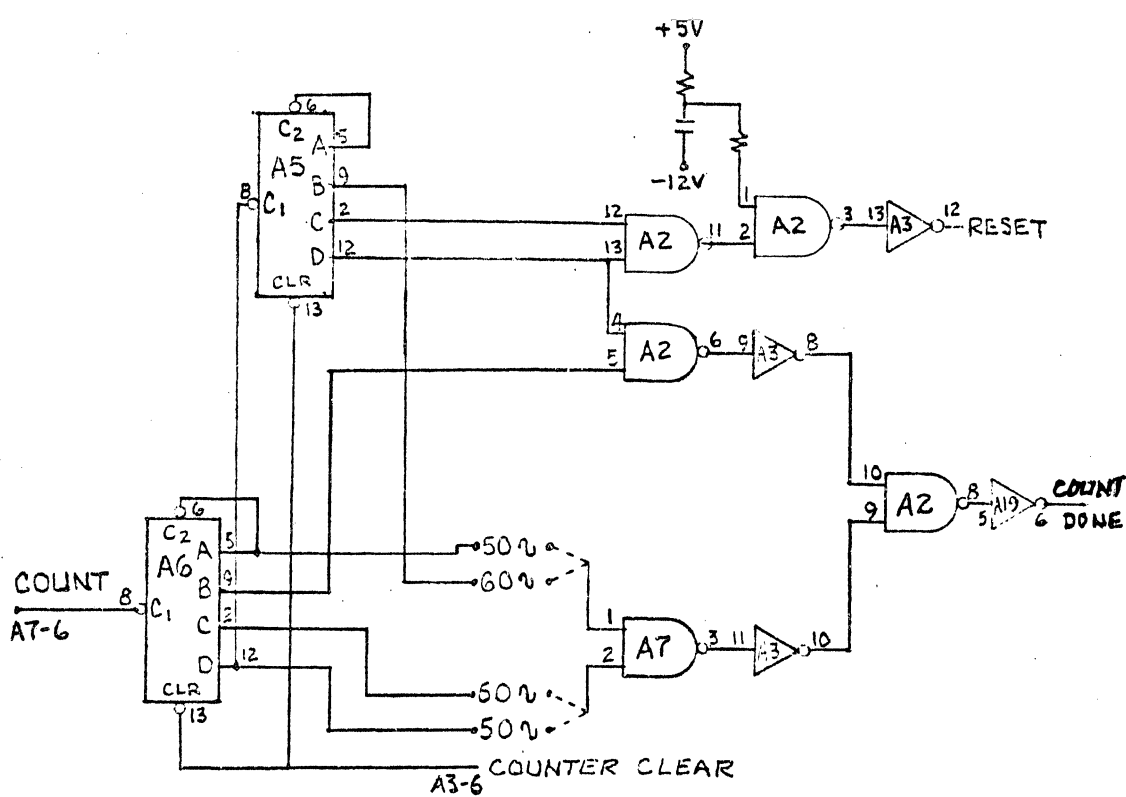 +5V
-12V
6
C2
A 5
A5
B 9
8 C1
C 2
D 12
CLR
13
12
13 A2 11
1
2 A2 3
13 A3 12 RESET
4
A2 6
9 A3 8
10
9 A2 8
5 A19 6
COUNT
DONE
6
C2
A 5
A6
B 9
COUNT
8 C1
A7-6
C
D 12
CLR
13
50~
60~
1
2 A7 3
11 A3 10
60~
50~
A3-6 COUNTER CLEAR